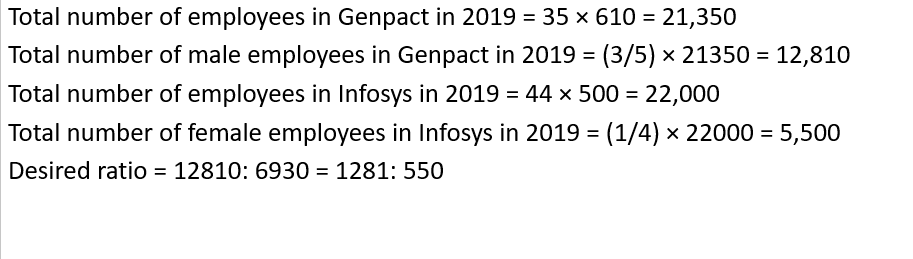 Total number of employees in Genpact in 2019 = 35 × 610 = 21,350
Total number of male employees in Genpact in 2019 = (3/5) × 21350 = 12,810
Total number of employees in Infosys in 2019 = 44 × 500 = 22,000
Total number of female employees in Infosys in 2019 = (1/4) × 22000 = 5,500
Desired ratio = 12810: 6930 = 1281: 550